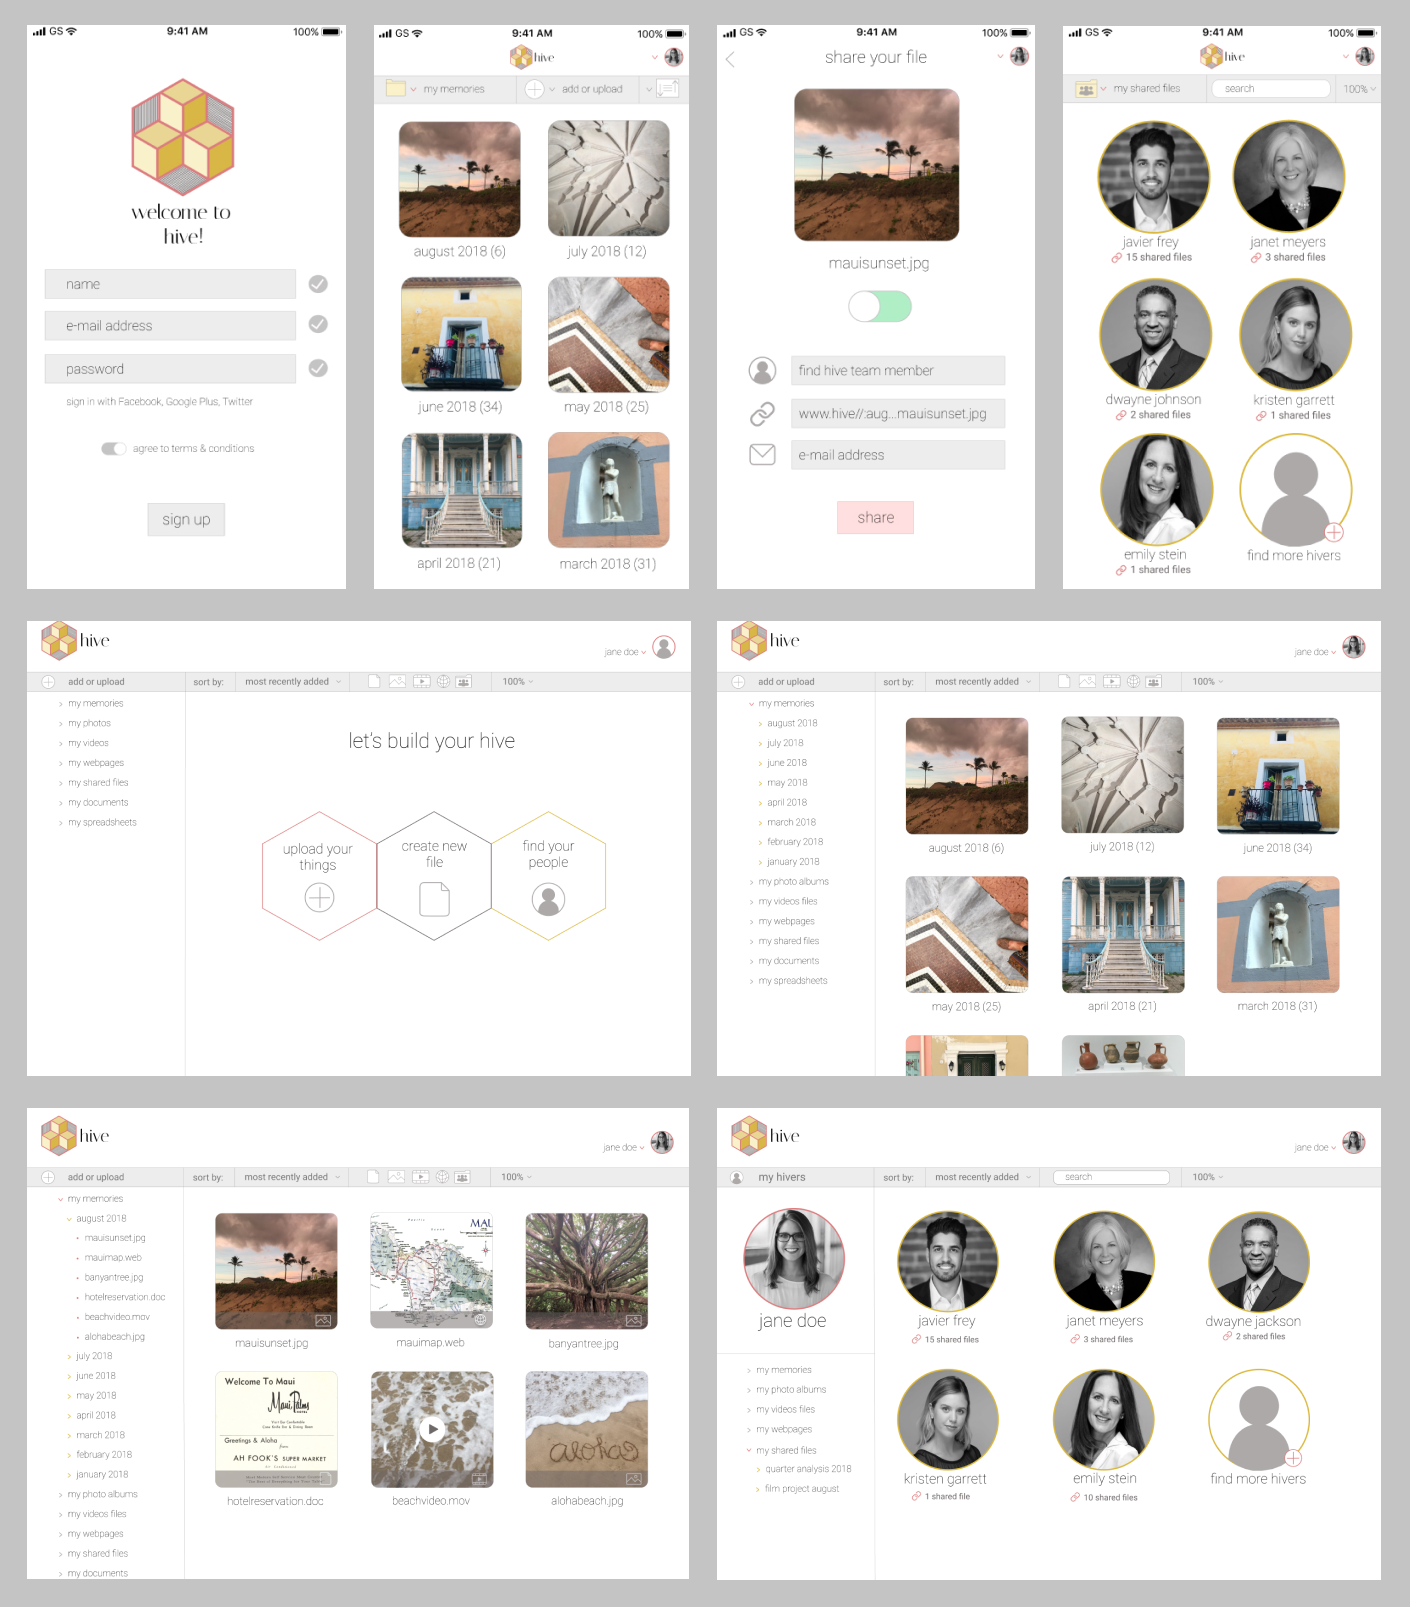 GS 9:41 AM 100%
welcome to
hive!
name
e-mail address
password
sign in with Facebook, Google Plus, Twitter
agree to terms & conditions
sign up
GS 9:41 AM 100%
hive
my memories add or upload
august 2018 (6) july 2018 (12)
june 2018 (34) may 2018 (25)
april 2018 (21) march 2018 (31)
GS 9:41 AM 100%
share your file
mauisunset.jpg
find hive team member
www.hive//:aug...mauisunset.jpg
e-mail address
share
GS 9:41 AM 100%
hive
my shared files search 100%
javier frey janet meyers
15 shared files 3 shared files
dwayne johnson kristen garrett
2 shared files 1 shared files
emily stein find more hivers
1 shared files
hive
jane doe
add or upload sort by: most recently added 100%
my memories
my photos
my videos
my webpages
my shared files
my documents
my spreadsheets
let's build your hive
upload your things
create new file
find your people
hive
jane doe
add or upload sort by: most recently added 100%
my memories
august 2018
july 2018
june 2018
may 2018
april 2018
march 2018
february 2018
january 2018
my photo albums
my videos files
my webpages
my shared files
my documents
my spreadsheets
august 2018 (6) july 2018 (12) june 2018 (34)
may 2018 (25) april 2018 (21) march 2018 (31)
hive
jane doe
add or upload sort by: most recently added 100%
my memories
august 2018
mauisunset.jpg
mauimap.web
banyantree.jpg
hotelreservation.doc
beachvideo.mov
alohabeach.jpg
july 2018
june 2018
may 2018
april 2018
march 2018
february 2018
january 2018
my photo albums
my videos files
my webpages
my shared files
my documents
MAU
mauisunset.jpg mauimap.web banyantree.jpg
Welcome To Maui
Maui Palms
Greetings & Aloha
from
AH FOOK'S SUPER MARKET
aloha
hotelreservation.doc beachvideo.mov alohabeach.jpg
hive
jane doe
my hivers sort by: most recently added search 100%
jane doe
my memories
my photo albums
my videos files
my webpages
my shared files
quarter analysis 2018
film project august
javier frey janet meyers dwayne jackson
15 shared files 3 shared files 2 shared files
kristen garrett emily stein find more hivers
1 shared file 10 shared files